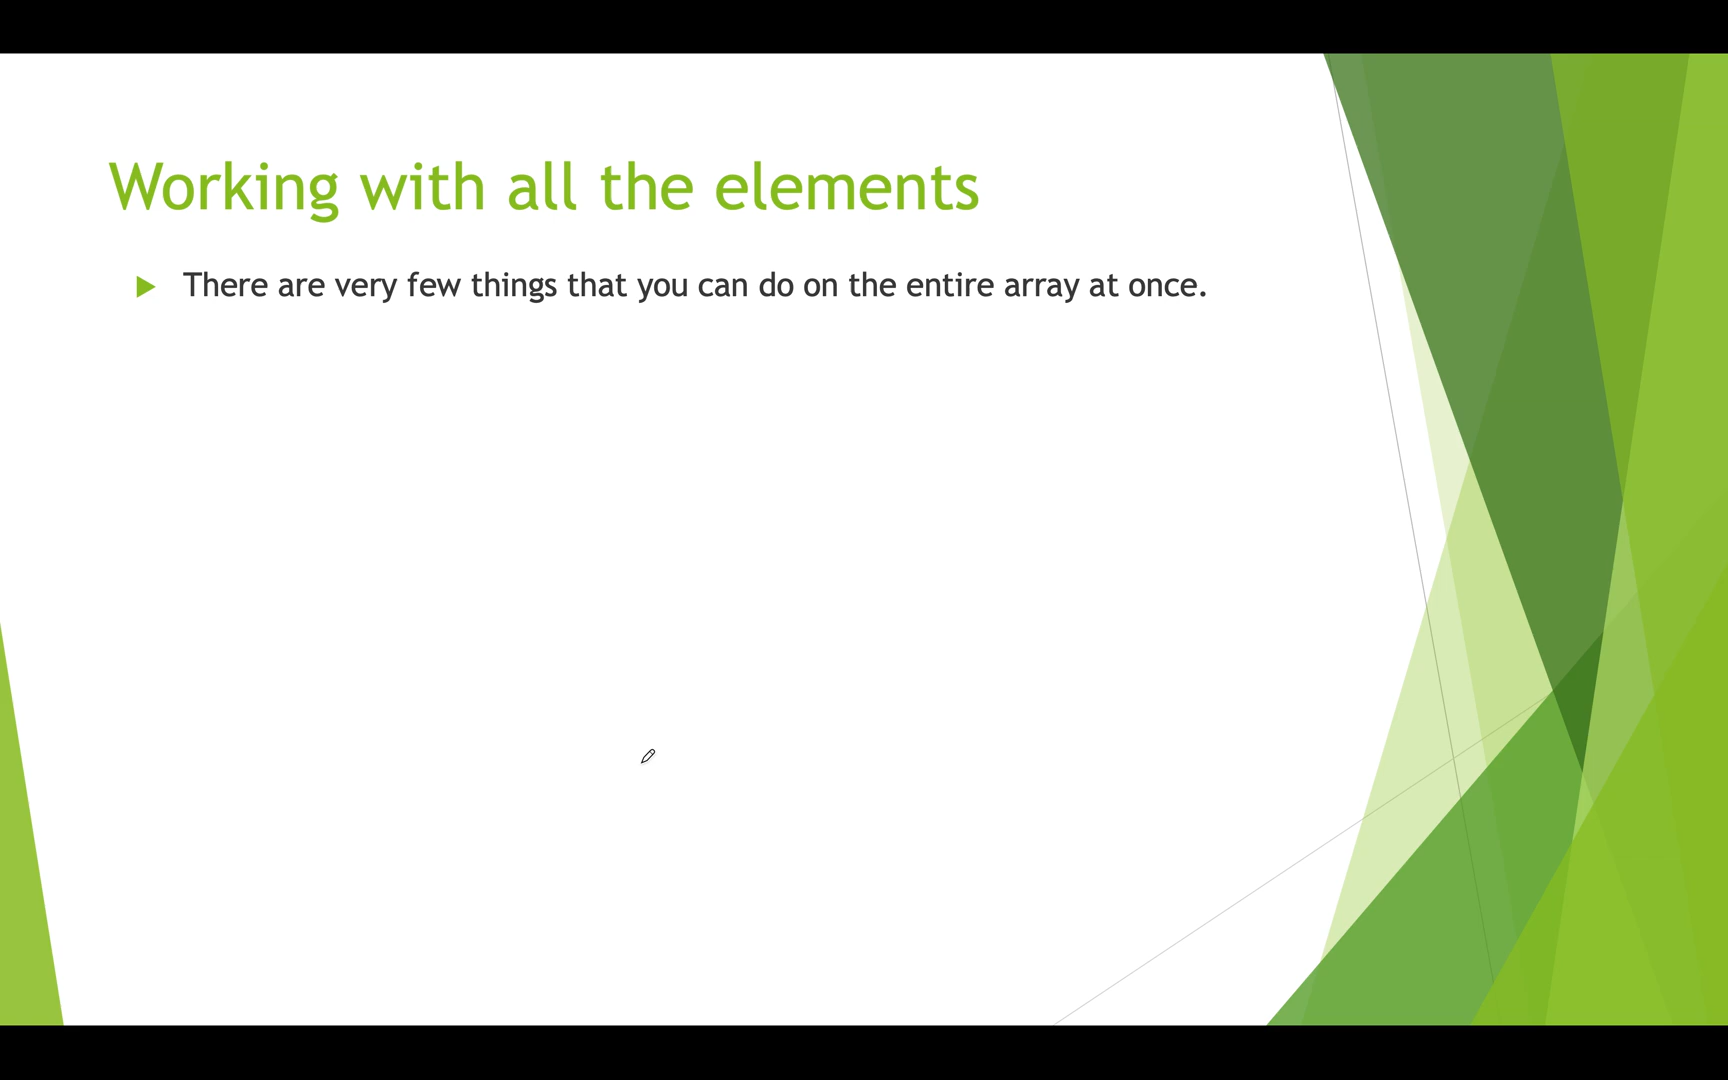 Working with all the elements
There are very few things that you can do on the entire array at once.